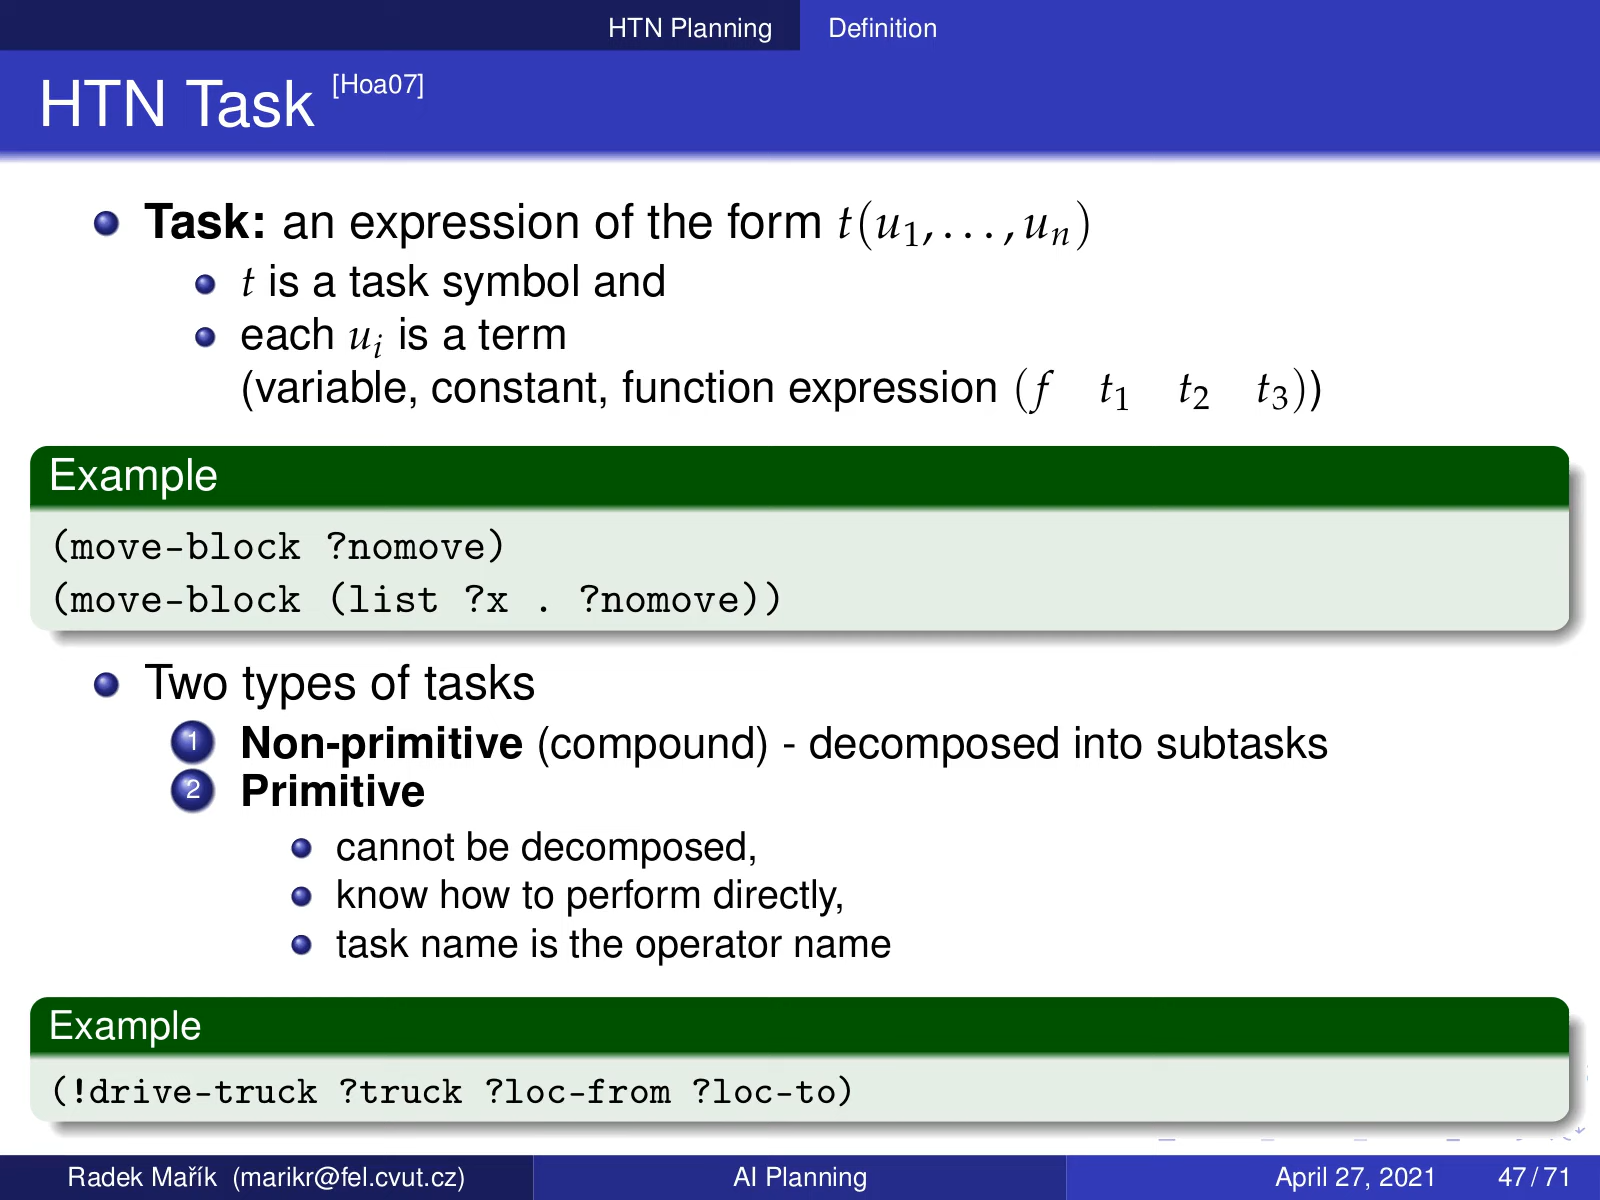 HTN Planning Definition
HTN Task [Hoa07]
Task: an expression of the form t(u1, . . . , un)
t is a task symbol and
each ui is a term
(variable, constant, function expression (f t1 t2 t3))
Example
(move-block ?nomove)
(move-block (list ?x . ?nomove))
Two types of tasks
1 Non-primitive (compound) - decomposed into subtasks
2 Primitive
cannot be decomposed,
know how to perform directly,
task name is the operator name
Example
(!drive-truck ?truck ?loc-from ?loc-to)
Radek Mařík (marikr@fel.cvut.cz) AI Planning April 27, 2021 47 / 71